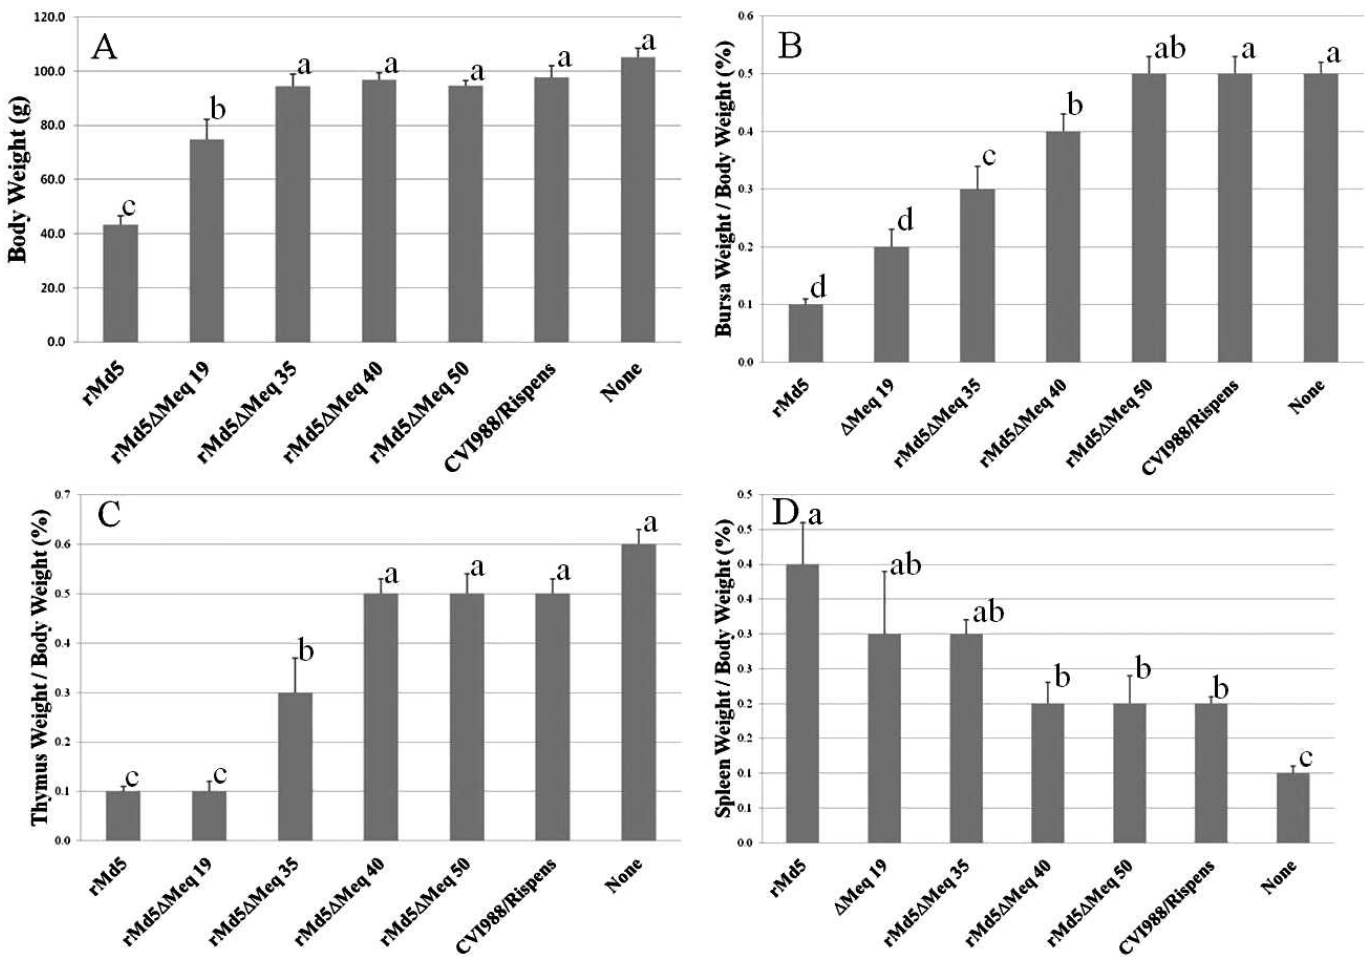 A
Body Weight (g)
120.0
100.0
80.0
60.0
40.0
20.0
0.0
c
b
a
a
a
a
a
rMd5
rMd5ΔMeq 19
rMd5ΔMeq 35
rMd5ΔMeq 40
rMd5ΔMeq 50
CVI988/Rispens
None
B
Bursa Weight / Body Weight (%)
0.6
0.5
0.4
0.3
0.2
0.1
0.0
d
d
c
b
ab
a
a
rMd5
ΔMeq 19
rMd5ΔMeq 35
rMd5ΔMeq 40
rMd5ΔMeq 50
CVI988/Rispens
None
C
Thymus Weight / Body Weight (%)
0.7
0.6
0.5
0.4
0.3
0.2
0.1
0.0
c
c
b
a
a
a
a
rMd5
rMd5ΔMeq 19
rMd5ΔMeq 35
rMd5ΔMeq 40
rMd5ΔMeq 50
CVI988/Rispens
None
D
Spleen Weight / Body Weight (%)
0.5
0.5
0.4
0.4
0.3
0.3
0.2
0.2
0.1
0.1
0.0
a
ab
ab
b
b
b
c
rMd5
ΔMeq 19
rMd5ΔMeq 35
rMd5ΔMeq 40
rMd5ΔMeq 50
CVI988/Rispens
None